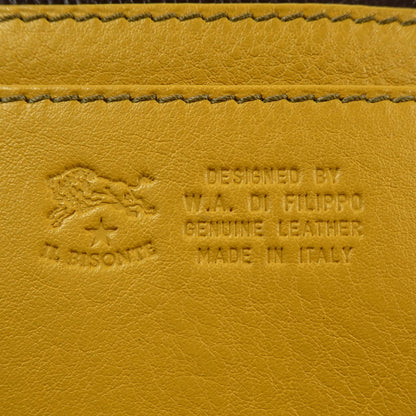 IL BISONTE
DESIGNED BY
W.A. DI FILIPPO
GENUINE LEATHER
MADE IN ITALY